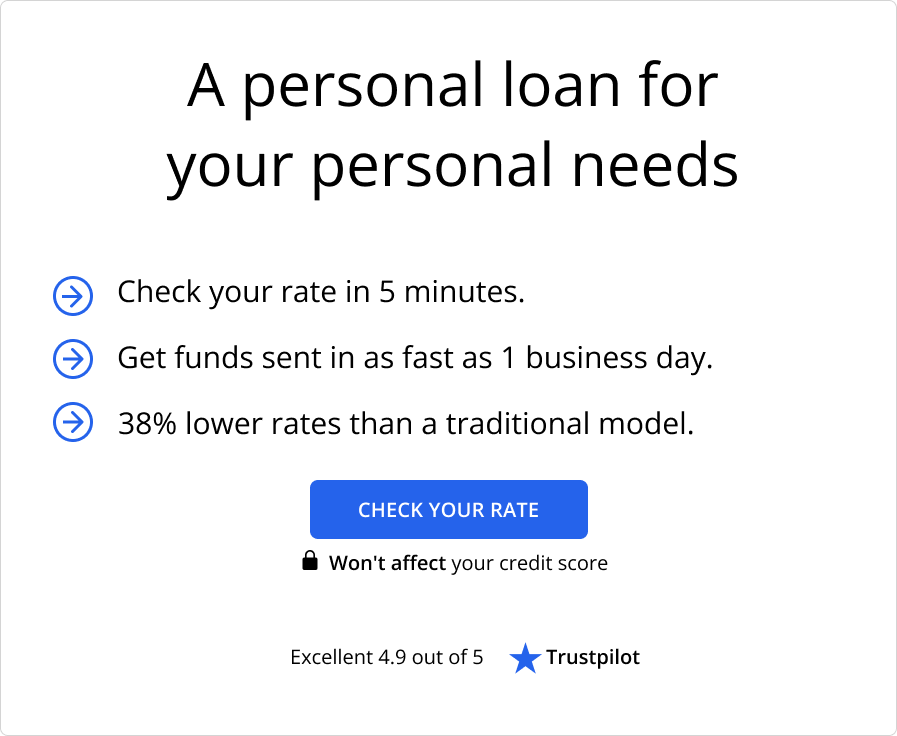 A personal loan for
your personal needs
Check your rate in 5 minutes.
Get funds sent in as fast as 1 business day.
38% lower rates than a traditional model.
CHECK YOUR RATE
Won't affect your credit score
Excellent 4.9 out of 5 Trustpilot